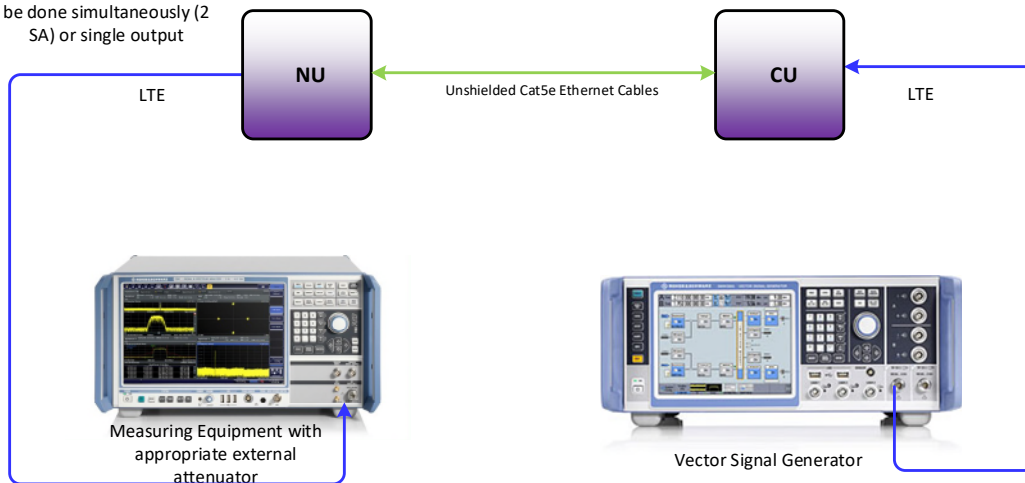 be done simultaneously (2
SA) or single output
NU
CU
LTE
Unshielded Cat5e Ethernet Cables
LTE
Measuring Equipment with
appropriate external
attenuator
Vector Signal Generator